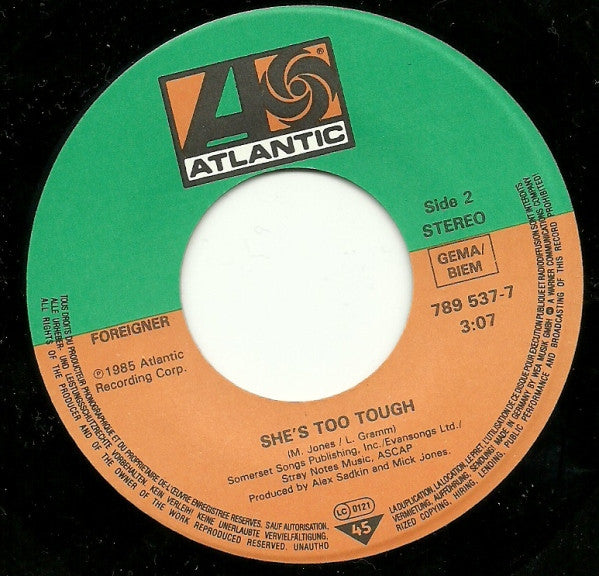 ATLANTIC
®
Side 2
STEREO
GEMA/
BIEM
789 537-7
3:07
FOREIGNER
℗1985 Atlantic
Recording Corp.
SHE'S TOO TOUGH
(M. Jones / L. Gramm)
Somerset Songs Publishing, Inc./Evansongs Ltd./
Stray Notes Music, ASCAP
Produced by Alex Sadkin and Mick Jones.
LC 0121
45
TOUS DROITS DU PRODUCTEUR PHONOGRAPHIQUE ET DU PROPRIETAIRE DE L'ŒUVRE ENREGISTREE RESERVES. SAUF AUTORISATION,
LA DUPLICATION, LA LOCATION, LE PRET, L'UTILISATION DE CE DISQUE POUR EXECUTION PUBLIQUE ET RADIODIFFUSION SONT INTERDITS
ALLE URHEBER- UND LEISTUNGSSCHUTZRECHTE VORBEHALTEN. KEIN VERLEIH! KEINE UNERLAUBTE VERVIELFÄLTIGUNG,
VERMIETUNG, AUFFÜHRUNG, SENDUNG. MADE IN GERMANY BY WEA MUSIK GMBH A WARNER COMMUNICATIONS COMPANY
ALL RIGHTS OF THE PRODUCER AND OF THE OWNER OF THE WORK REPRODUCED RESERVED. UNAUTHO
RIZED COPYING, HIRING, LENDING, PUBLIC PERFORMANCE AND BROADCASTING OF THIS RECORD PROHIBITED!